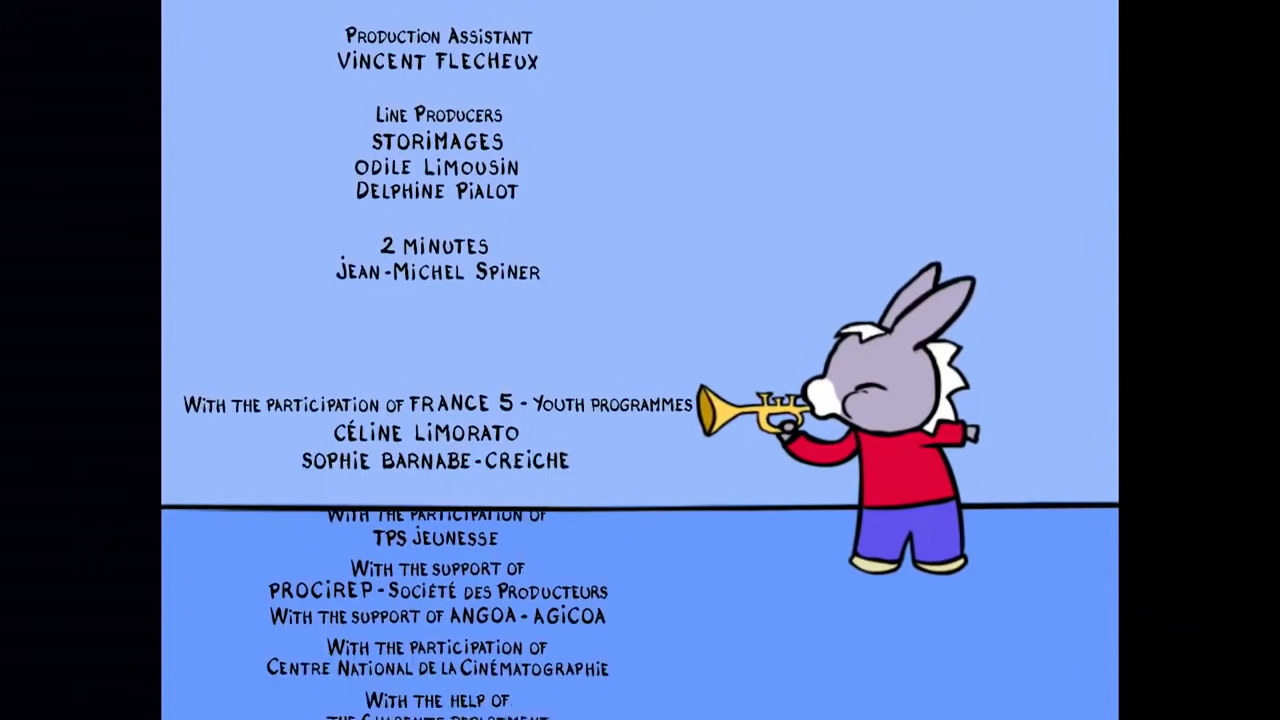 PRODUCTION ASSiSTANT
ViNCENT FLECHEUX
LiNE PRODUCERS
STORiMAGES
ODiLE LiMOUSiN
DELPHiNE PiALOT
2 MiNUTES
JEAN-MiCHEL SPiNER
WiTH THE PARTiCiPATiON OF FRANCE 5 - YOUTH PROGRAMMES
CÉLiNE LiMORATO
SOPHiE BARNABE-CREiCHE
WiTH THE PARTiCiPATiON OF
TPS JEUNESSE
WiTH THE SUPPORT OF
PROCiREP - SOCiÉTÉ DES PRODUCTEURS
WiTH THE SUPPORT OF ANGOA - AGiCOA
WiTH THE PARTiCiPATiON OF
CENTRE NATiONAL DE LA CiNÉMATOGRAPHiE
WiTH THE HELP OF
THE CHARENTE DEPARTMENT